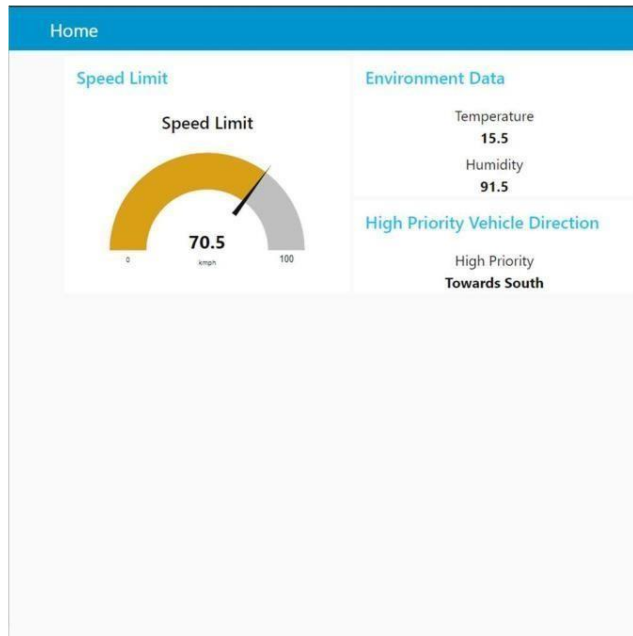 Home
Speed Limit
Speed Limit
70.5
kmph
0
100
Environment Data
Temperature
15.5
Humidity
91.5
High Priority Vehicle Direction
High Priority
Towards South